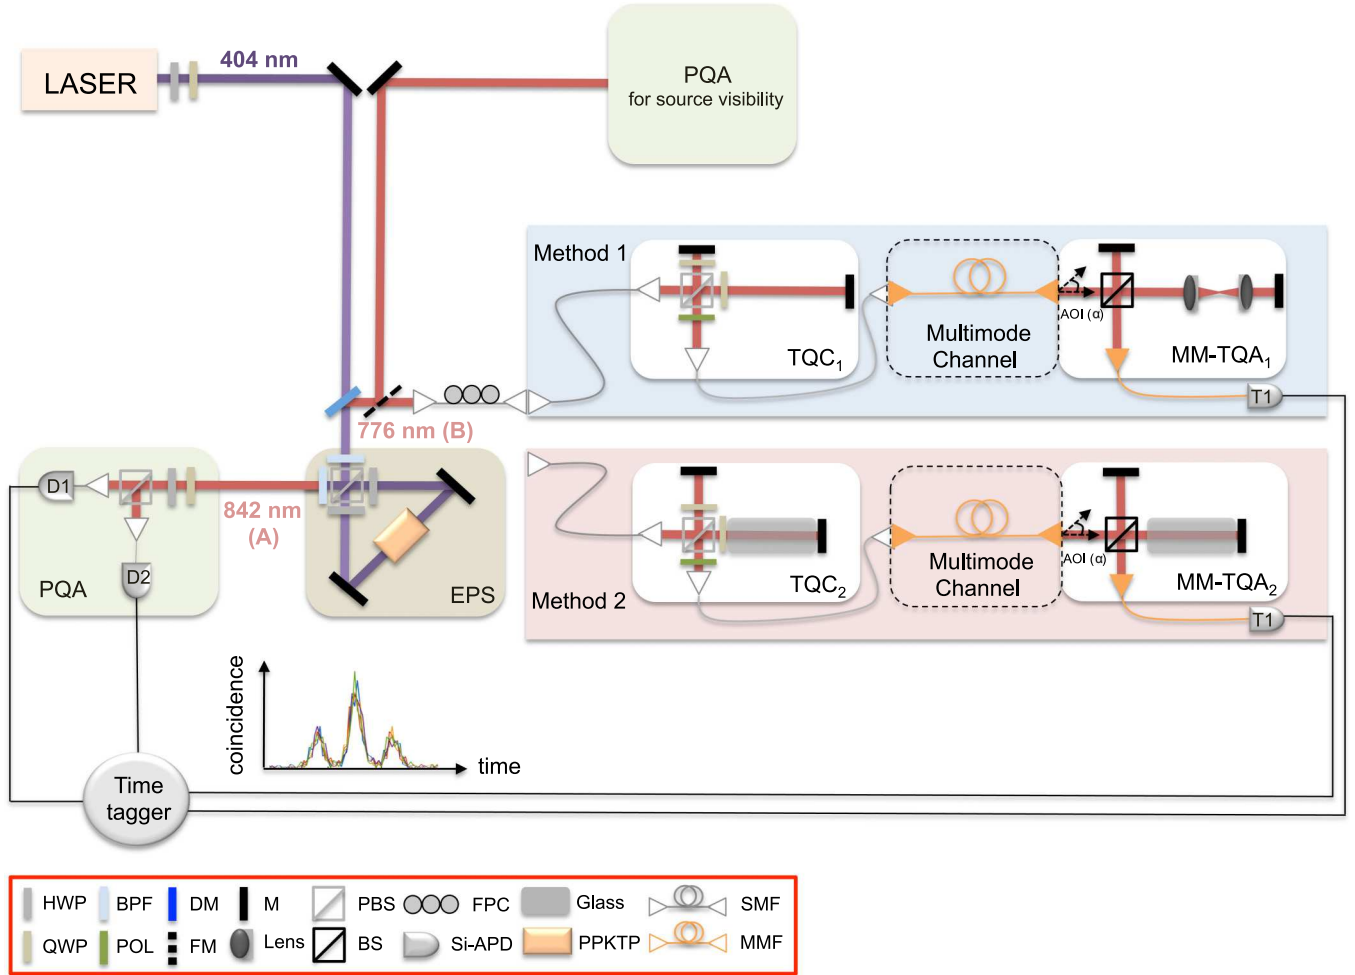 LASER
404 nm
PQA
for source visibility
Method 1
TQC1
Multimode
Channel
AOI (α)
MM-TQA1
T1
776 nm (B)
D1
842 nm
(A)
D2
PQA
EPS
Method 2
TQC2
Multimode
Channel
AOI (α)
MM-TQA2
T1
coincidence
time
Time
tagger
HWP BPF DM M PBS FPC Glass SMF
QWP POL FM Lens BS Si-APD PPKTP MMF